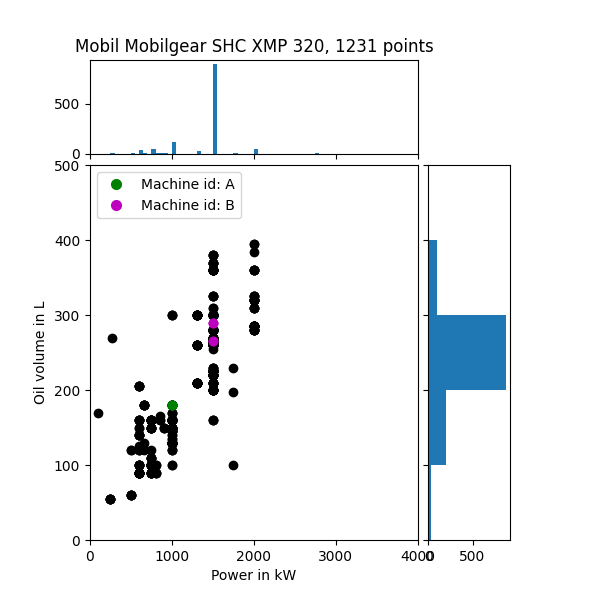 Mobil Mobilgear SHC XMP 320, 1231 points
500
0
500
400
300
200
100
0
Oil volume in L
Machine id: A
Machine id: B
0 1000 2000 3000 4000
0 500
Power in kW